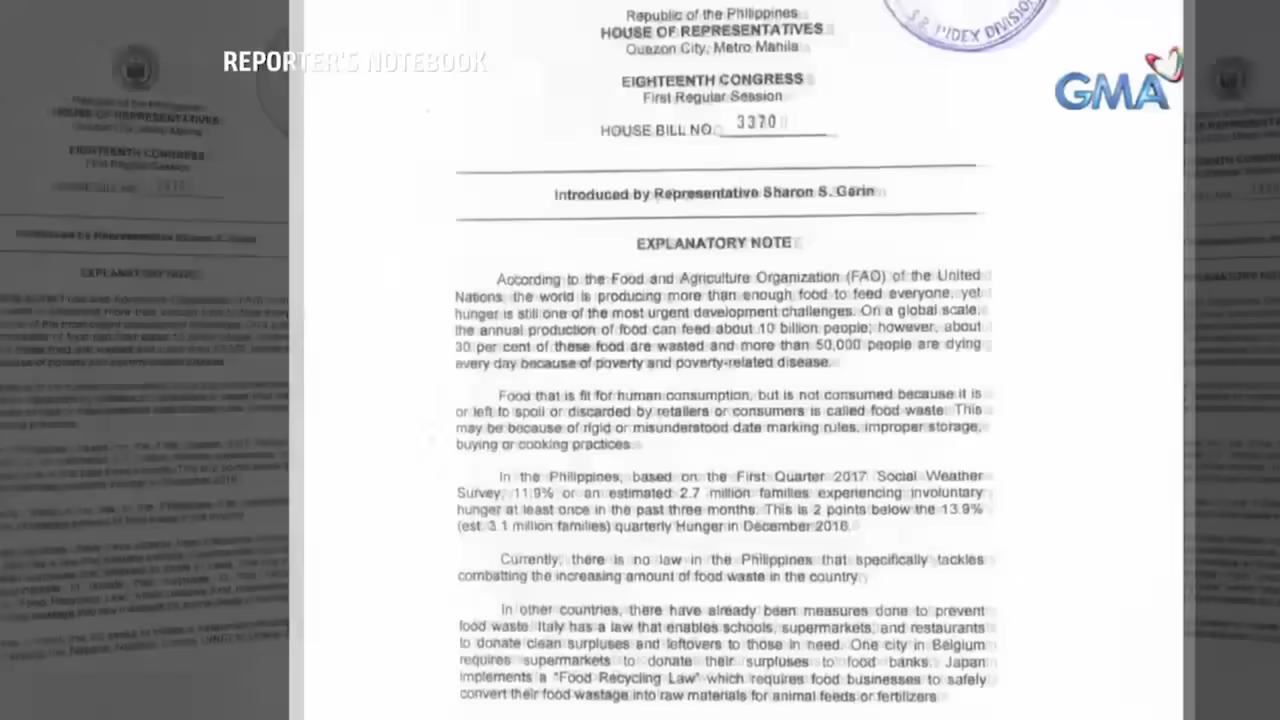 REPORTER'S NOTEBOOK
GMA
Republic of the Philippines
HOUSE OF REPRESENTATIVES
Quezon City, Metro Manila
EIGHTEENTH CONGRESS
First Regular Session
HOUSE BILL NO. 3370
Introduced by Representative Sharon S. Garin
EXPLANATORY NOTE
According to the Food and Agriculture Organization (FAO) of the United
Nations, the world is producing more than enough food to feed everyone, yet
hunger is still one of the most urgent development challenges. On a global scale,
the annual production of food can feed about 10 billion people; however, about
30 per cent of these food are wasted and more than 50,000 people are dying
every day because of poverty and poverty-related disease.
Food that is fit for human consumption, but is not consumed because it is
or left to spoil or discarded by retailers or consumers is called food waste. This
may be because of rigid or misunderstood date marking rules, improper storage,
buying or cooking practices.
In the Philippines, based on the First Quarter 2017 Social Weather
Survey, 11.9% or an estimated 2.7 million families experiencing involuntary
hunger at least once in the past three months. This is 2 points below the 13.9%
(est. 3.1 million families) quarterly Hunger in December 2016.
Currently, there is no law in the Philippines that specifically tackles
combatting the increasing amount of food waste in the country.
In other countries, there have already been measures done to prevent
food waste. Italy has a law that enables schools, supermarkets, and restaurants
to donate clean surpluses and leftovers to those in need. One city in Belgium
requires supermarkets to donate their surpluses to food banks. Japan
implements a "Food Recycling Law" which requires food businesses to safely
convert their food wastage into raw materials for animal feeds or fertilizers.